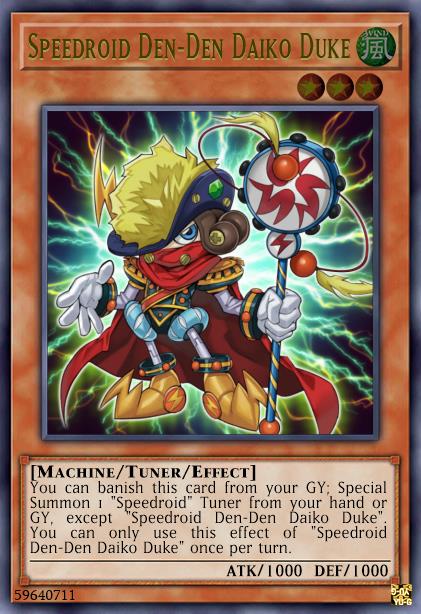 Speedroid Den-Den Daiko Duke
WIND
風
[Machine/Tuner/Effect]
You can banish this card from your GY; Special
Summon 1 "Speedroid" Tuner from your hand or
GY, except "Speedroid Den-Den Daiko Duke".
You can only use this effect of "Speedroid
Den-Den Daiko Duke" once per turn.
ATK/1000 DEF/1000
59640711